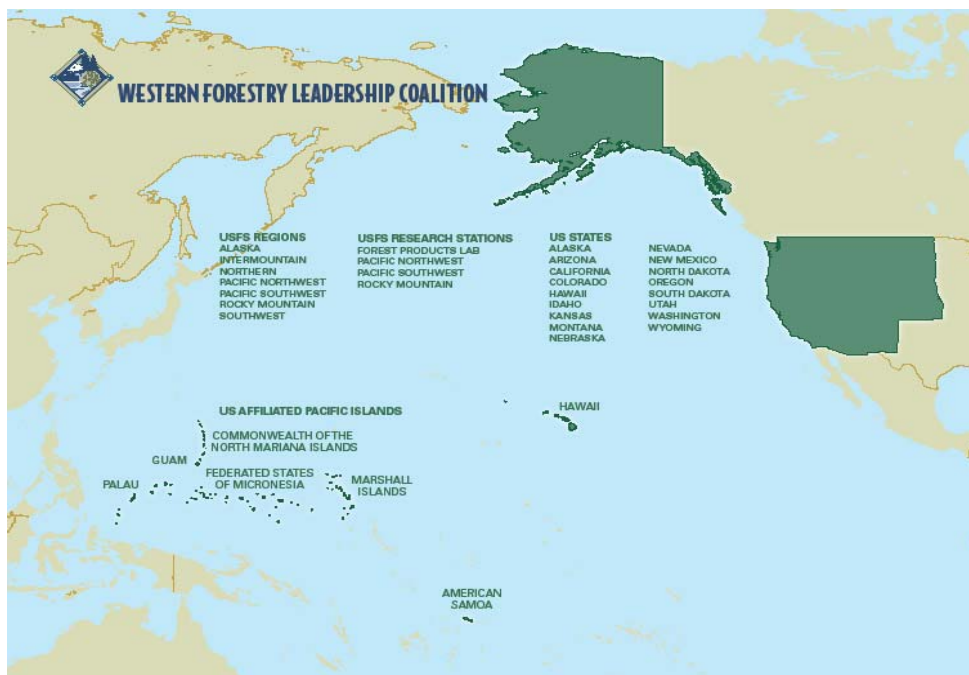 WESTERN FORESTRY LEADERSHIP COALITION
USFS REGIONS
ALASKA
INTERMOUNTAIN
NORTHERN
PACIFIC NORTHWEST
PACIFIC SOUTHWEST
ROCKY MOUNTAIN
SOUTHWEST
USFS RESEARCH STATIONS
FOREST PRODUCTS LAB
PACIFIC NORTHWEST
PACIFIC SOUTHWEST
ROCKY MOUNTAIN
US STATES
ALASKA
ARIZONA
CALIFORNIA
COLORADO
HAWAII
IDAHO
KANSAS
MONTANA
NEBRASKA
NEVADA
NEW MEXICO
NORTH DAKOTA
OREGON
SOUTH DAKOTA
UTAH
WASHINGTON
WYOMING
HAWAII
US AFFILIATED PACIFIC ISLANDS
COMMONWEALTH OF THE
NORTH MARIANA ISLANDS
GUAM
FEDERATED STATES
OF MICRONESIA
PALAU
MARSHALL
ISLANDS
AMERICAN
SAMOA